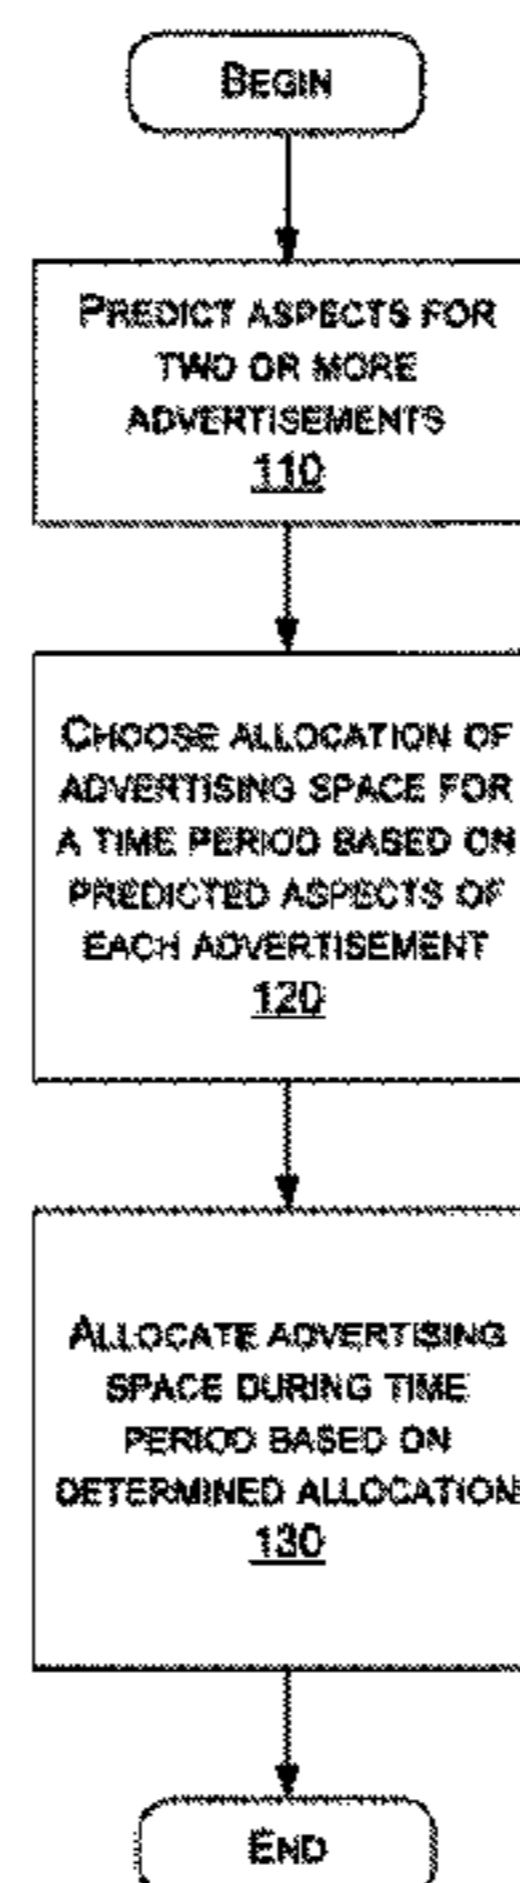 BEGIN
PREDICT ASPECTS FOR
TWO OR MORE
ADVERTISEMENTS
110
CHOOSE ALLOCATION OF
ADVERTISING SPACE FOR
A TIME PERIOD BASED ON
PREDICTED ASPECTS OF
EACH ADVERTISEMENT
120
ALLOCATE ADVERTISING
SPACE DURING TIME
PERIOD BASED ON
DETERMINED ALLOCATION
130
END